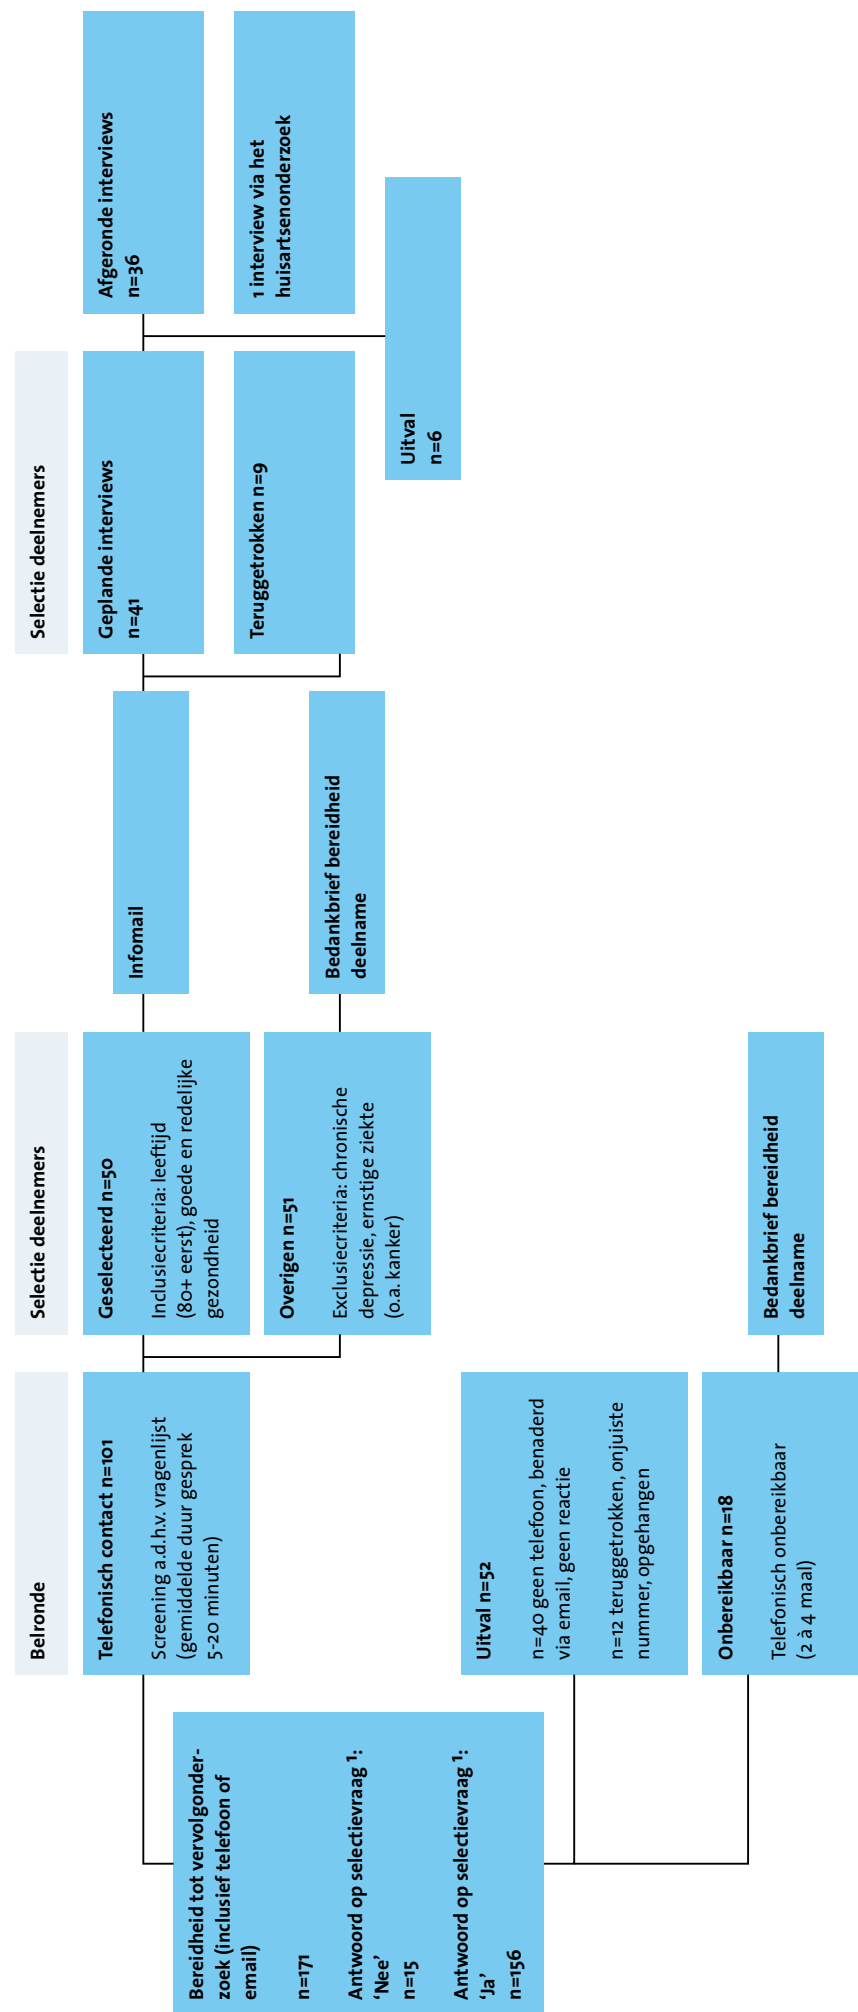 Bereidheid tot vervolgonder-
zoek (inclusief telefoon of
email)
n=171
Antwoord op selectievraag ¹:
‘Nee’
n=15
Antwoord op selectievraag ¹:
‘Ja’
n=156
Belronde
Telefonisch contact n=101
Screening a.d.h.v. vragenlijst
(gemiddelde duur gesprek
5-20 minuten)
Uitval n=52
n=40 geen telefoon, benaderd
via email, geen reactie
n=12 teruggetrokken, onjuiste
nummer, opgehangen
Onbereikbaar n=18
Telefonisch onbereikbaar
(2 à 4 maal)
Selectie deelnemers
Geselecteerd n=50
Inclusiecriteria: leeftijd
(80+ eerst), goede en redelijke
gezondheid
Overigen n=51
Exclusiecriteria: chronische
depressie, ernstige ziekte
(o.a. kanker)
Bedankbrief bereidheid
deelname
Infomail
Bedankbrief bereidheid
deelname
Selectie deelnemers
Geplande interviews
n=41
Teruggetrokken n=9
Uitval
n=6
Afgeronde interviews
n=36
1 interview via het
huisartsenonderzoek